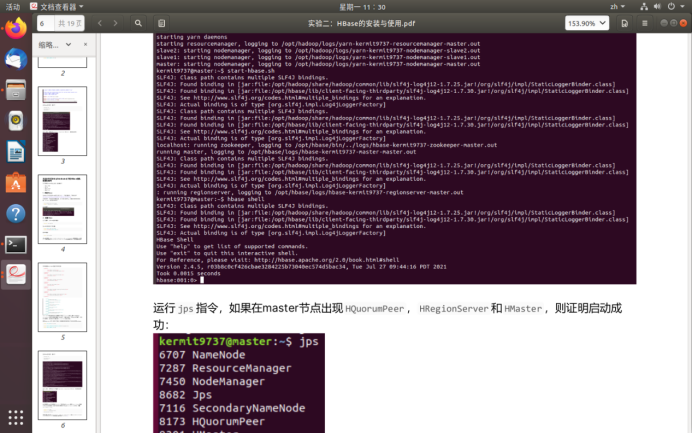 活动
文档查看器
星期一 11：30
zh
6
共 19 页
实验二：HBase的安装与使用.pdf
153.90%
缩略...
2
3
4
5
6
starting yarn daemons
starting resourcemanager, logging to /opt/hadoop/logs/yarn-kermit9737-resourcemanager-master.out
slave2: starting nodemanager, logging to /opt/hadoop/logs/yarn-kermit9737-nodemanager-slave2.out
slave1: starting nodemanager, logging to /opt/hadoop/logs/yarn-kermit9737-nodemanager-slave1.out
master: starting nodemanager, logging to /opt/hadoop/logs/yarn-kermit9737-nodemanager-master.out
kermit9737@master:~$ start-hbase.sh
SLF4J: Class path contains multiple SLF4J bindings.
SLF4J: Found binding in [jar:file:/opt/hadoop/share/hadoop/common/lib/slf4j-log4j12-1.7.25.jar!/org/slf4j/impl/StaticLoggerBinder.class]
SLF4J: Found binding in [jar:file:/opt/hbase/lib/client-facing-thirdparty/slf4j-log4j12-1.7.30.jar!/org/slf4j/impl/StaticLoggerBinder.class]
SLF4J: See http://www.slf4j.org/codes.html#multiple_bindings for an explanation.
SLF4J: Actual binding is of type [org.slf4j.impl.Log4jLoggerFactory]
SLF4J: Class path contains multiple SLF4J bindings.
SLF4J: Found binding in [jar:file:/opt/hadoop/share/hadoop/common/lib/slf4j-log4j12-1.7.25.jar!/org/slf4j/impl/StaticLoggerBinder.class]
SLF4J: Found binding in [jar:file:/opt/hbase/lib/client-facing-thirdparty/slf4j-log4j12-1.7.30.jar!/org/slf4j/impl/StaticLoggerBinder.class]
SLF4J: See http://www.slf4j.org/codes.html#multiple_bindings for an explanation.
SLF4J: Actual binding is of type [org.slf4j.impl.Log4jLoggerFactory]
localhost: running zookeeper, logging to /opt/hbase/bin/../logs/hbase-kermit9737-zookeeper-master.out
running master, logging to /opt/hbase/logs/hbase-kermit9737-master-master.out
SLF4J: Class path contains multiple SLF4J bindings.
SLF4J: Found binding in [jar:file:/opt/hadoop/share/hadoop/common/lib/slf4j-log4j12-1.7.25.jar!/org/slf4j/impl/StaticLoggerBinder.class]
SLF4J: Found binding in [jar:file:/opt/hbase/lib/client-facing-thirdparty/slf4j-log4j12-1.7.30.jar!/org/slf4j/impl/StaticLoggerBinder.class]
SLF4J: See http://www.slf4j.org/codes.html#multiple_bindings for an explanation.
SLF4J: Actual binding is of type [org.slf4j.impl.Log4jLoggerFactory]
: running regionserver, logging to /opt/hbase/logs/hbase-kermit9737-regionserver-master.out
kermit9737@master:~$ hbase shell
SLF4J: Class path contains multiple SLF4J bindings.
SLF4J: Found binding in [jar:file:/opt/hadoop/share/hadoop/common/lib/slf4j-log4j12-1.7.25.jar!/org/slf4j/impl/StaticLoggerBinder.class]
SLF4J: Found binding in [jar:file:/opt/hbase/lib/client-facing-thirdparty/slf4j-log4j12-1.7.30.jar!/org/slf4j/impl/StaticLoggerBinder.class]
SLF4J: See http://www.slf4j.org/codes.html#multiple_bindings for an explanation.
SLF4J: Actual binding is of type [org.slf4j.impl.Log4jLoggerFactory]
HBase Shell
Use "help" to get list of supported commands.
Use "exit" to quit this interactive shell.
For Reference, please visit: http://hbase.apache.org/2.0/book.html#shell
Version 2.4.5, r03b8c0cf426cbae3284225b73040ec574d5bac34, Tue Jul 27 09:44:16 PDT 2021
Took 0.0015 seconds
hbase:001:0>
运行 jps 指令，如果在master节点出现 HQuorumPeer ， HRegionServer 和 HMaster ，则证明启动成
功：
kermit9737@master:~$ jps
6707 NameNode
7287 ResourceManager
7450 NodeManager
8682 Jps
7116 SecondaryNameNode
8173 HQuorumPeer